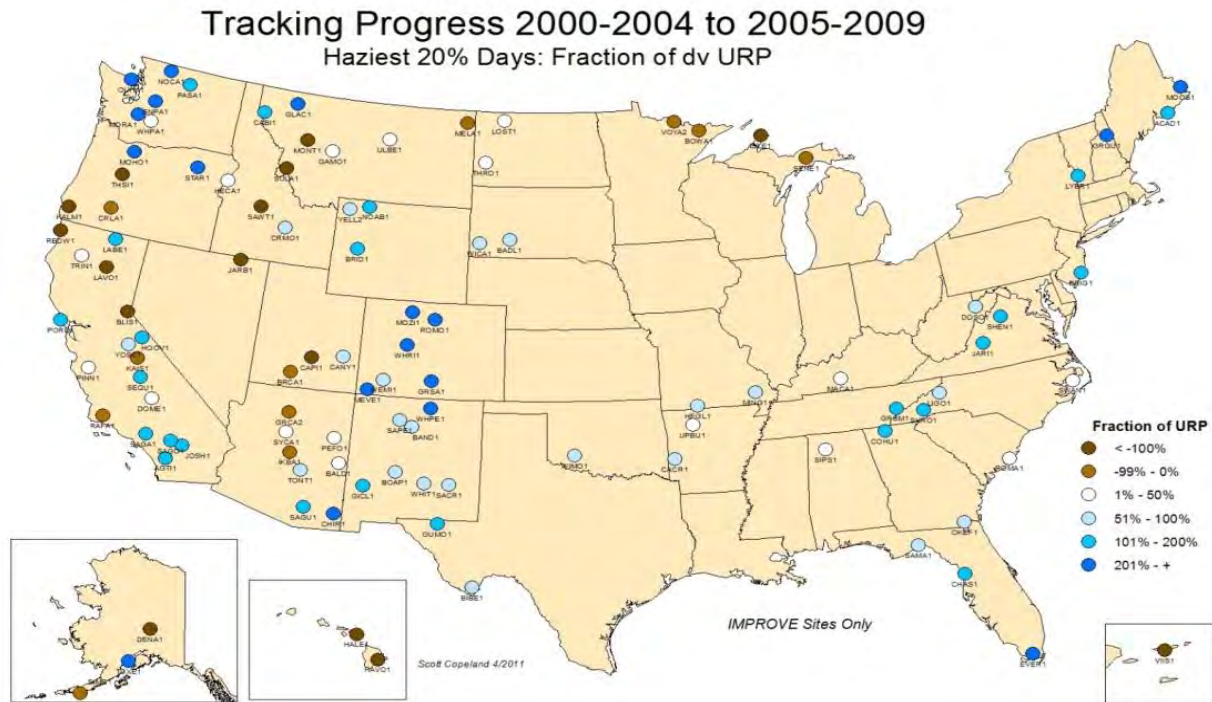 Tracking Progress 2000-2004 to 2005-2009
Haziest 20% Days: Fraction of dv URP
NOCA1
PASA1
MORA1
WHPA1
CABI1
GLAC1
MELA1
LOST1
VOYA2
BOWA1
MOOS1
ACAD1
MOHO1
STAR1
THSI1
HECA1
MONT1
GAMO1
ULBE1
THRO1
SULA1
SENE1
GRGU1
LYBR1
KALM1
CRLA1
SAWT1
CRMO1
YELL2
NOAB1
REDW1
LABE1
TRIN1
LAVO1
JARB1
BRID1
WICA1
BADL1
BLIS1
HOOV1
KAIS1
SEQU1
PINN1
DOME1
RAFA1
SAGA1
JOSH1
AGTI1
MOZI1
ROMO1
WHRI1
CAPI1
CANY1
BRCA1
MEVE1
GRSA1
WHPE1
GRCA2
SYCA1
IKBA1
TONT1
PEFO1
BALD1
SAPE1
BAND1
BOAP1
WHIT1
SACR1
GICL1
SAGU1
CHIR1
GUMO1
BIBE1
WIMO1
HEGL1
UPBU1
CACR1
MING1
MACA1
SIPS1
GRSM1
COHU1
LIGO1
SWAN1
ROMA1
DOSO1
SHEN1
JARI1
BRIG1
OKEF1
SAMA1
CHAS1
EVER1
Fraction of URP
< -100%
-99% - 0%
1% - 50%
51% - 100%
101% - 200%
201% - +
DENA1
HALE1
HAVO1
VIIS1
Scott Copeland 4/2011
IMPROVE Sites Only